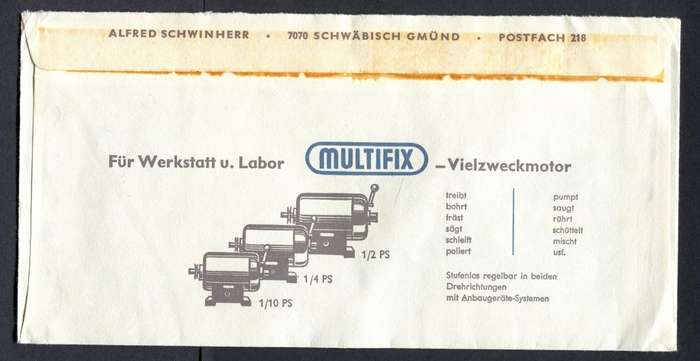 ALFRED SCHWINHERR · 7070 SCHWÄBISCH GMÜND · POSTFACH 218
Für Werkstatt u. Labor MULTIFIX –Vielzweckmotor
treibt
bohrt
fräst
sägt
schleift
poliert
pumpt
saugt
rührt
schüttelt
mischt
usf.
1/2 PS
1/4 PS
1/10 PS
Stufenlos regelbar in beiden
Drehrichtungen
mit Anbaugeräte-Systemen